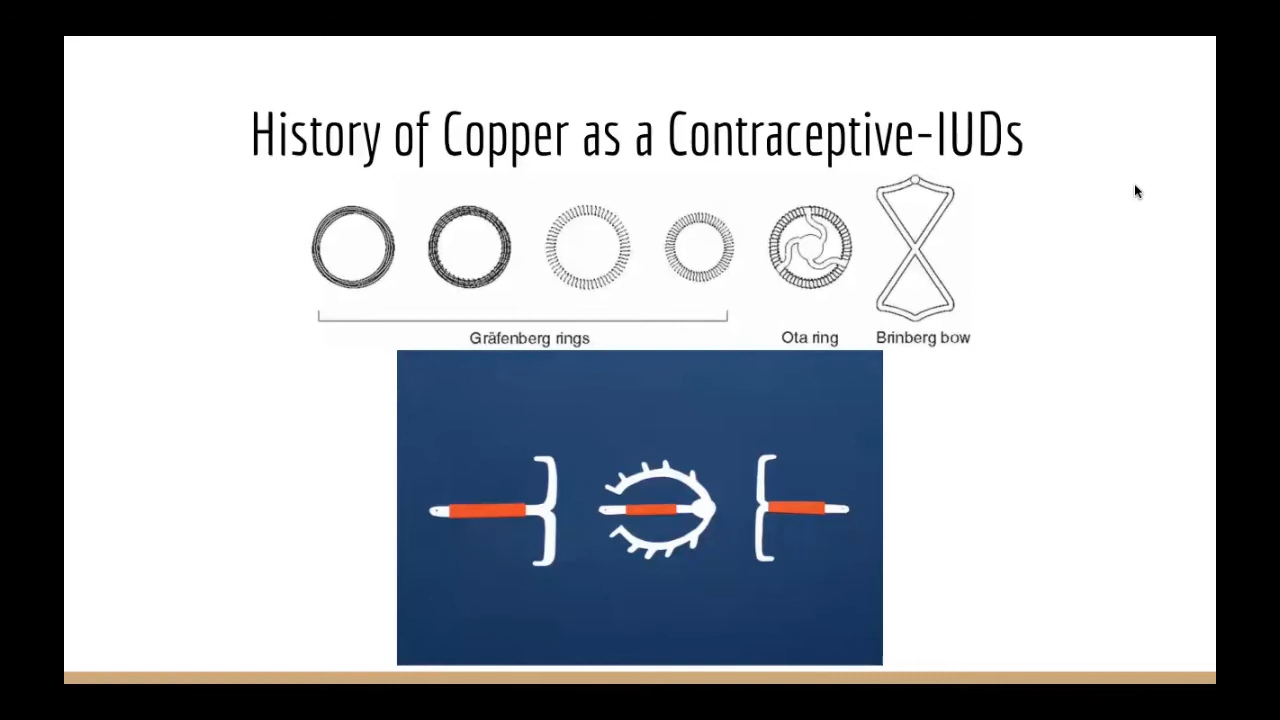 History of Copper as a Contraceptive-IUDs
Gräfenberg rings
Ota ring
Brinberg bow